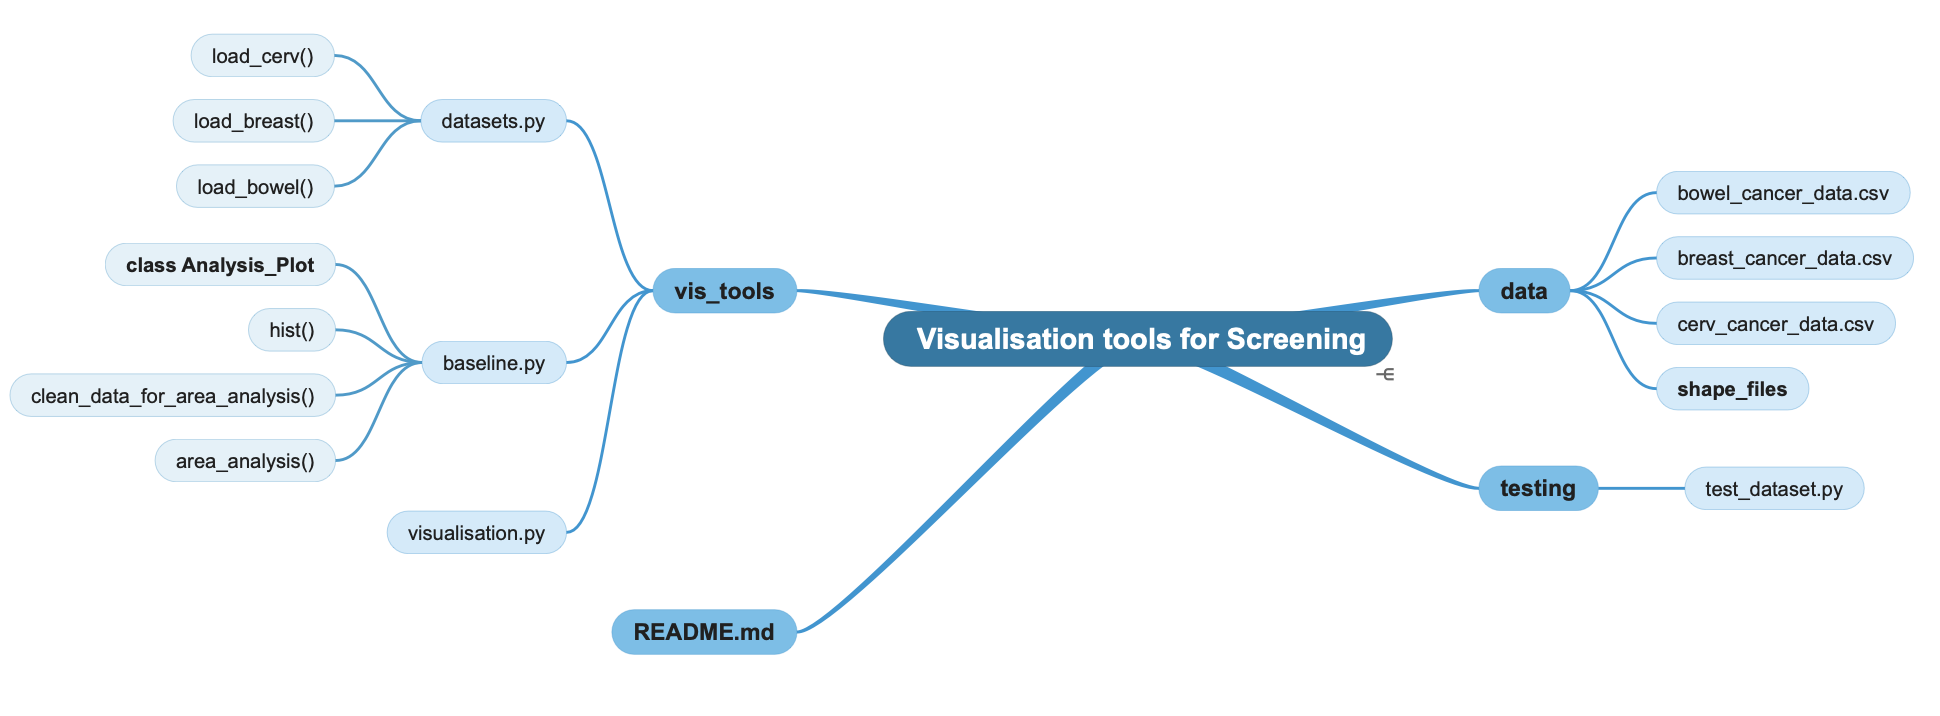 load_cerv()
load_breast()
datasets.py
load_bowel()
class Analysis_Plot
hist()
baseline.py
clean_data_for_area_analysis()
area_analysis()
visualisation.py
vis_tools
README.md
Visualisation tools for Screening
data
bowel_cancer_data.csv
breast_cancer_data.csv
cerv_cancer_data.csv
shape_files
testing
test_dataset.py